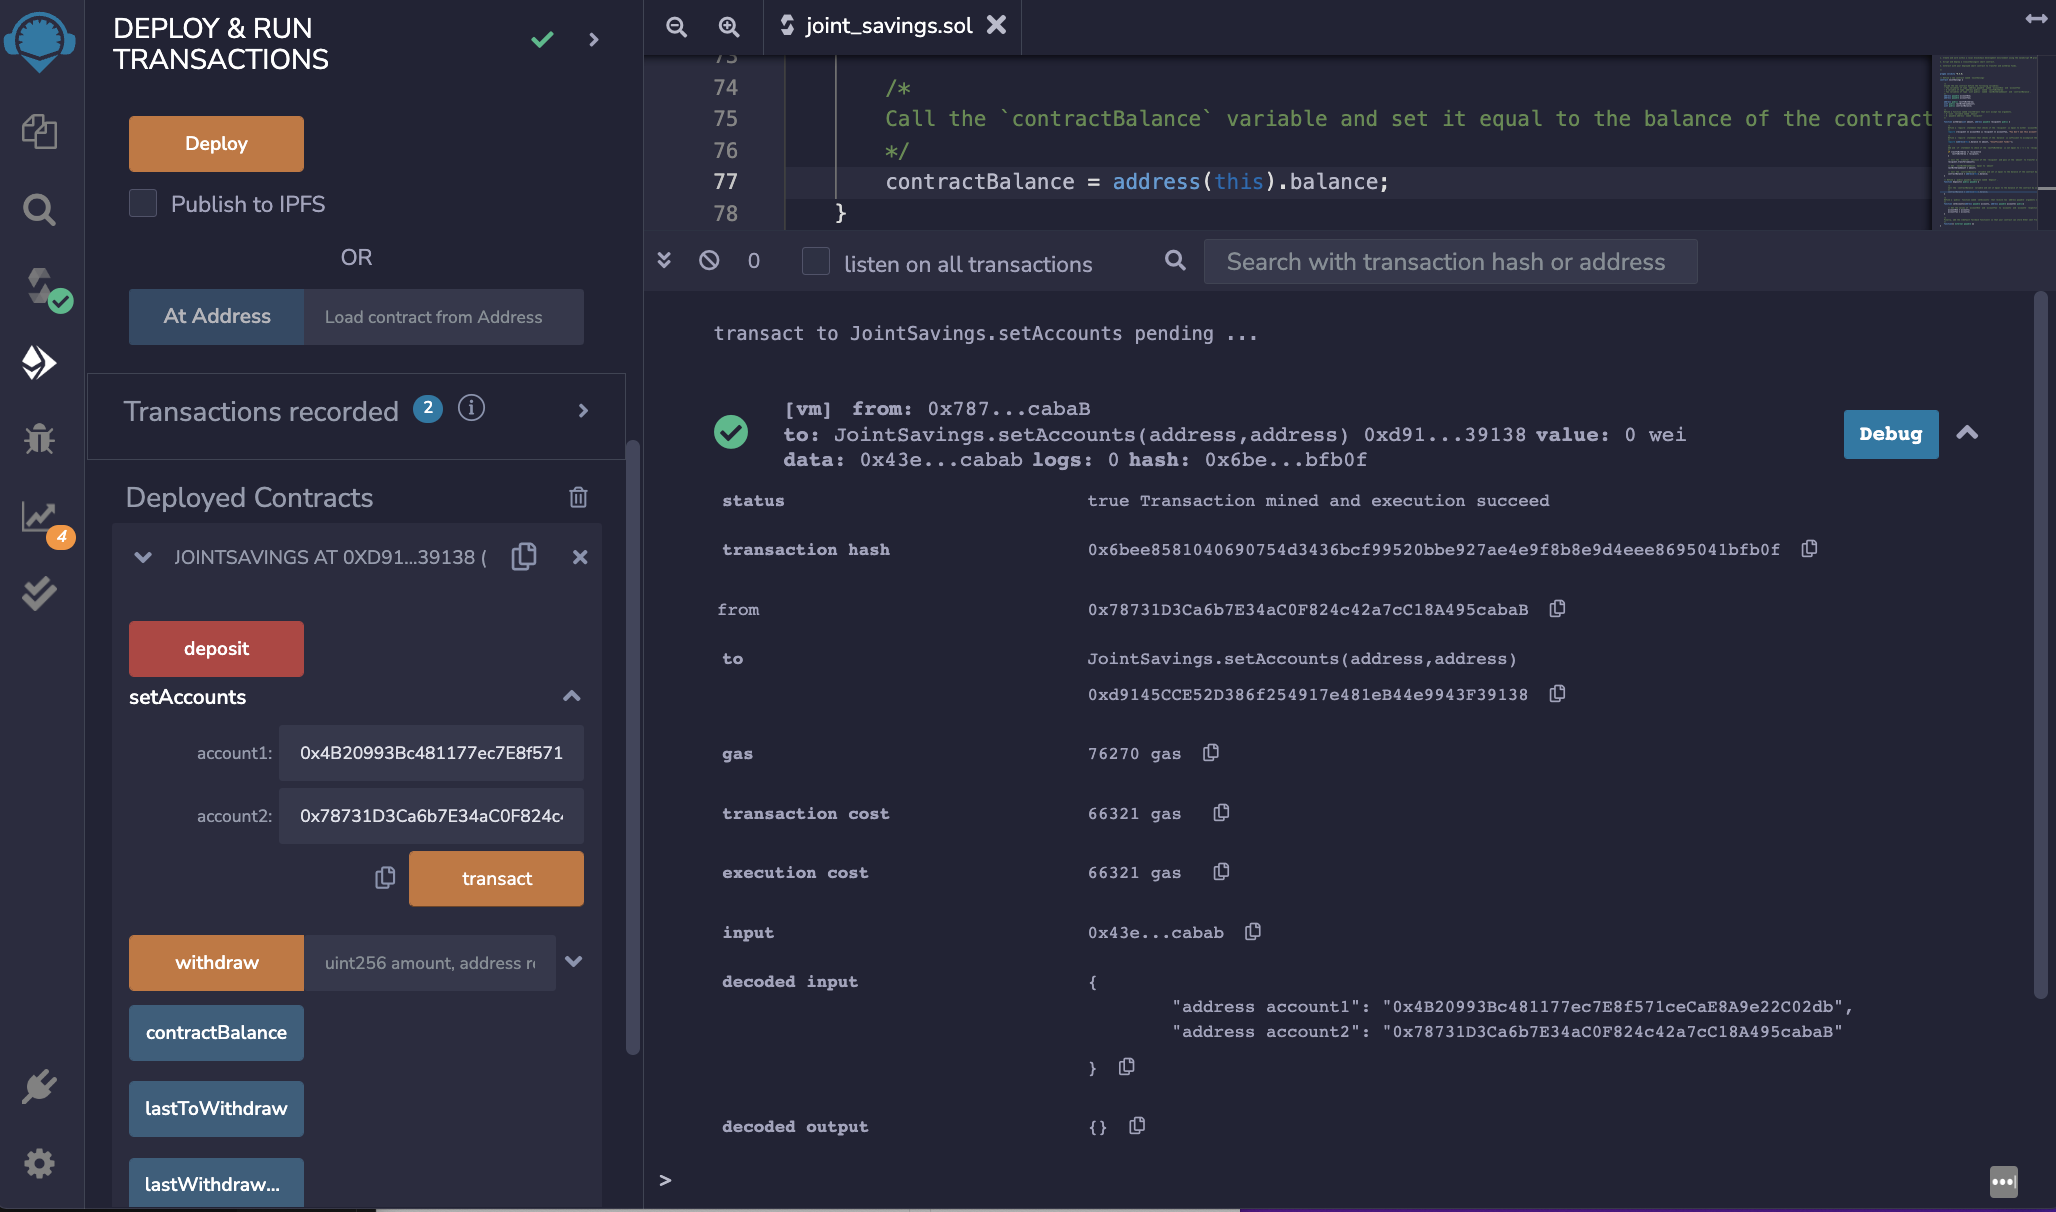 DEPLOY & RUN
TRANSACTIONS
Deploy
Publish to IPFS
OR
At Address
Load contract from Address
Transactions recorded 2
Deployed Contracts
JOINTSAVINGS AT 0XD91...39138 (
deposit
setAccounts
account1: 0x4B20993Bc481177ec7E8f571
account2: 0x78731D3Ca6b7E34aC0F824c
transact
withdraw
uint256 amount, address re
contractBalance
lastToWithdraw
lastWithdraw...
4
joint_savings.sol
73
74 /*
75 Call the `contractBalance` variable and set it equal to the balance of the contract
76 */
77 contractBalance = address(this).balance;
78 }
0
listen on all transactions
Search with transaction hash or address
transact to JointSavings.setAccounts pending ...
[vm] from: 0x787...cabaB
to: JointSavings.setAccounts(address,address) 0xd91...39138 value: 0 wei
data: 0x43e...cabab logs: 0 hash: 0x6be...bfb0f
Debug
status true Transaction mined and execution succeed
transaction hash 0x6bee8581040690754d3436bcf99520bbe927ae4e9f8b8e9d4eee8695041bfb0f
from 0x78731D3Ca6b7E34aC0F824c42a7cC18A495cabaB
to JointSavings.setAccounts(address,address)
0xd9145CCE52D386f254917e481eB44e9943F39138
gas 76270 gas
transaction cost 66321 gas
execution cost 66321 gas
input 0x43e...cabab
decoded input {
"address account1": "0x4B20993Bc481177ec7E8f571ceCaE8A9e22C02db",
"address account2": "0x78731D3Ca6b7E34aC0F824c42a7cC18A495cabaB"
}
decoded output {}
>